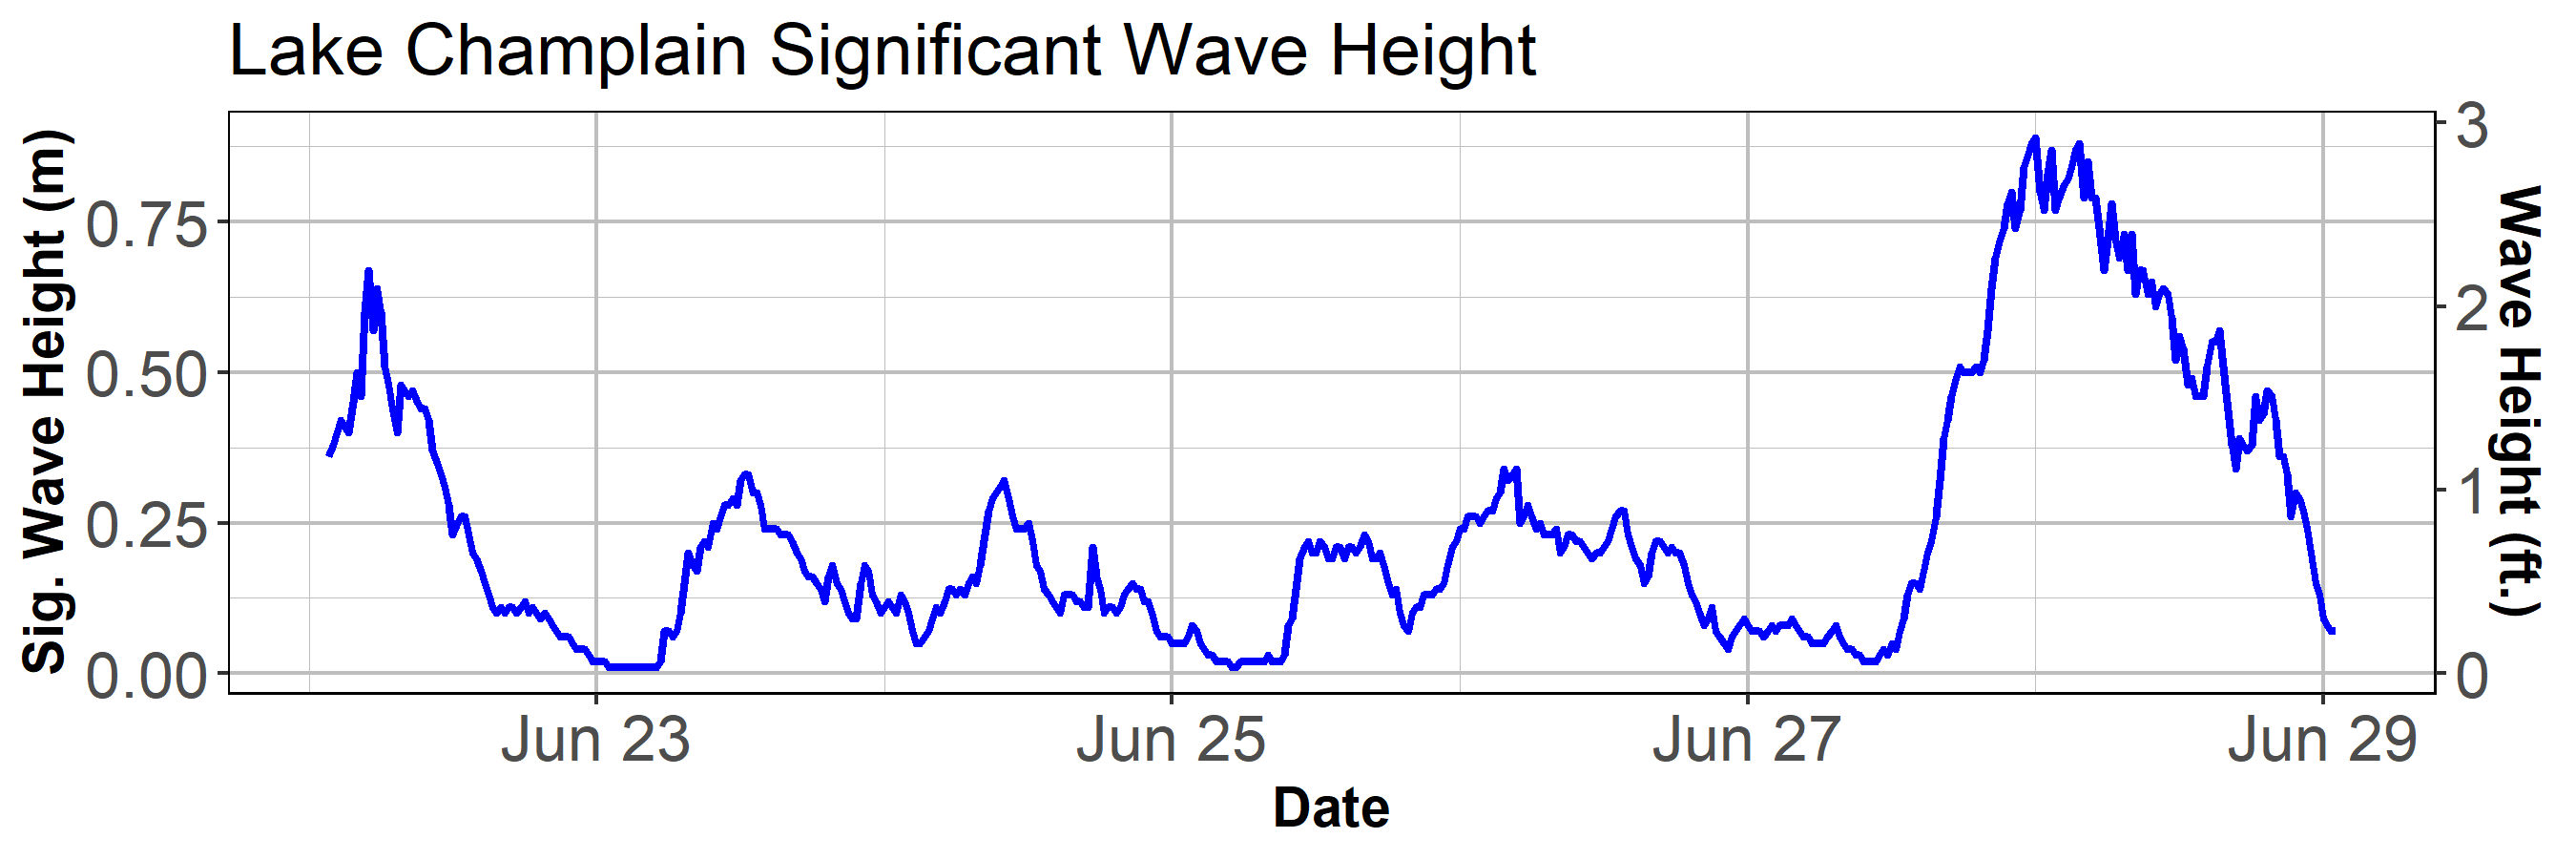 Lake Champlain Significant Wave Height
Sig. Wave Height (m)
0.75
0.50
0.25
0.00
3
2
1
0
Wave Height (ft.)
Jun 23 Jun 25 Jun 27 Jun 29
Date